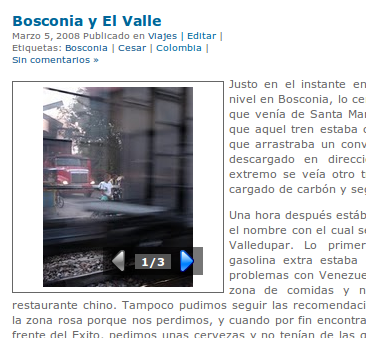 Bosconia y El Valle
Marzo 5, 2008 Publicado en Viajes | Editar |
Etiquetas: Bosconia | Cesar | Colombia |
Sin comentarios »
Justo en el instante en
nivel en Bosconia, lo ce
que venía de Santa Mar
que aquel tren estaba c
que arrastraba un conv
descargado en direcci
extremo se veía otro t
cargado de carbón y seg
1/3
Una hora después estáb
el nombre con el cual se
Valledupar. Lo primer
gasolina extra estaba
problemas con Venezue
zona de comidas y n
restaurante chino. Tampoco pudimos seguir las recomendaci
la zona rosa porque nos perdimos, y cuando por fin encontra
frente del Exito, pedimos unas cervezas y no tenían de las q